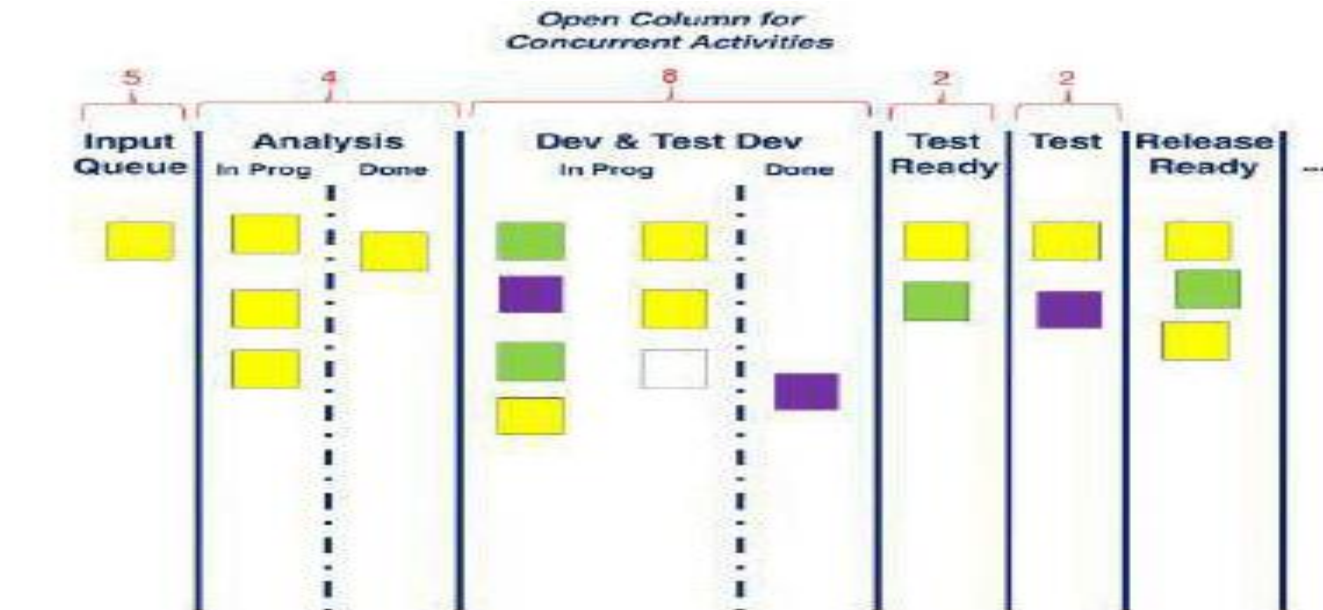 Open Column for
Concurrent Activities
5 4 8 2 2
Input Queue
Analysis
In Prog Done
Dev & Test Dev
In Prog Done
Test Ready
Test
Release Ready
...